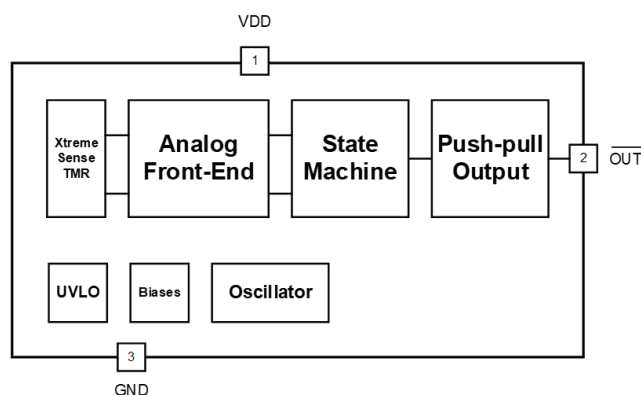 VDD
1
Xtreme
Sense
TMR
Analog
Front-End
State
Machine
Push-pull
Output
2
OUT
UVLO
Biases
Oscillator
3
GND